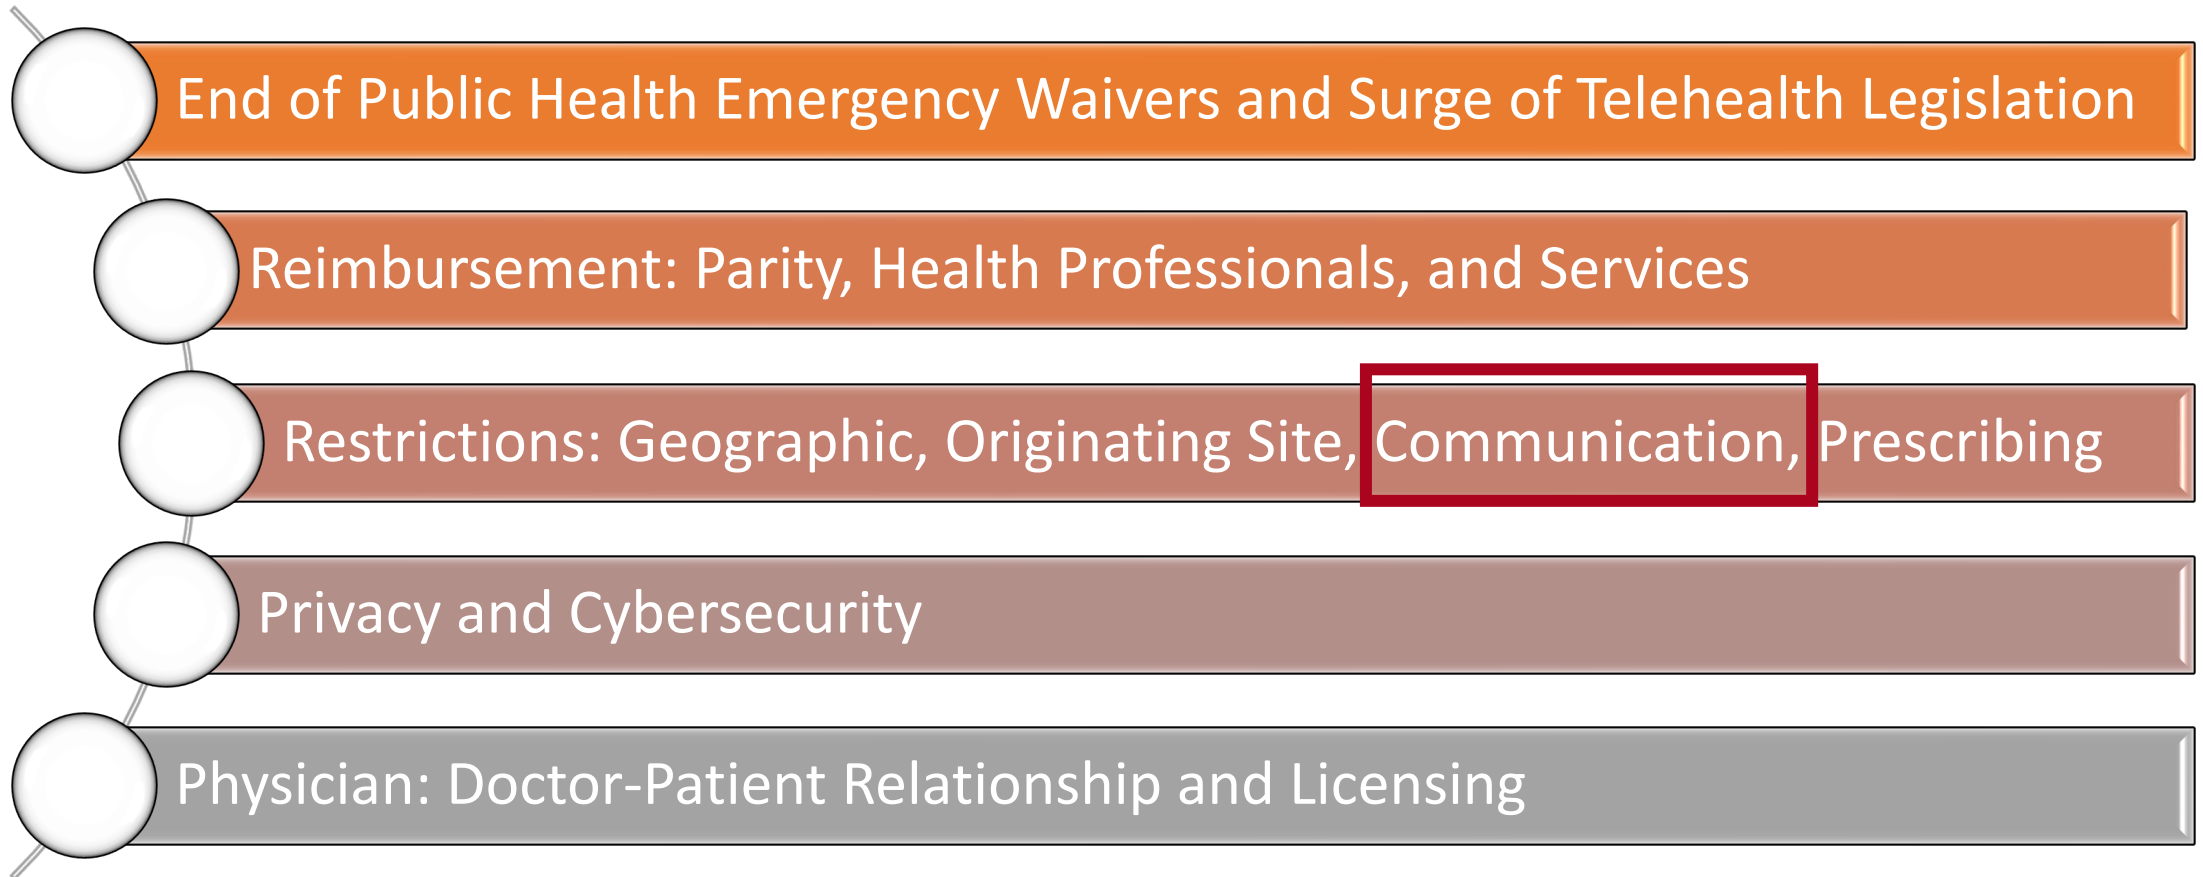 End of Public Health Emergency Waivers and Surge of Telehealth Legislation
Reimbursement: Parity, Health Professionals, and Services
Restrictions: Geographic, Originating Site, Communication, Prescribing
Privacy and Cybersecurity
Physician: Doctor-Patient Relationship and Licensing